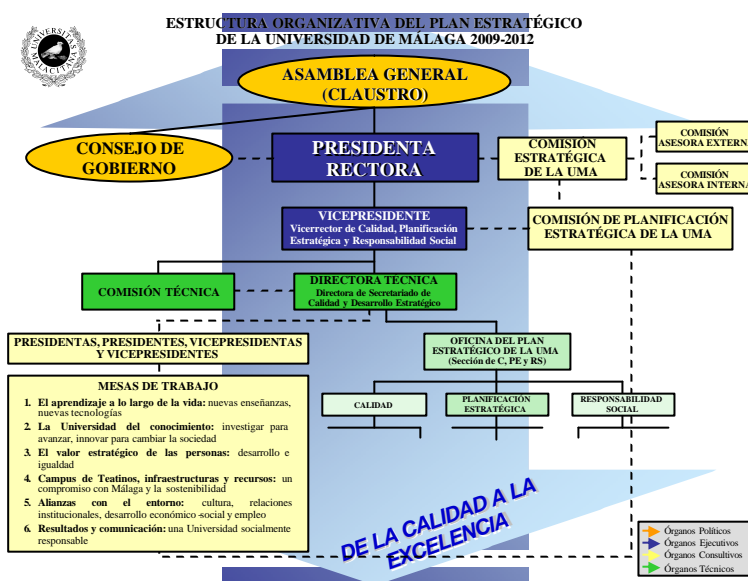 ESTRUCTURA ORGANIZATIVA DEL PLAN ESTRATÉGICO
DE LA UNIVERSIDAD DE MÁLAGA 2009-2012
UNIVERSITAS
MALACITANA
ASAMBLEA GENERAL
(CLAUSTRO)
CONSEJO DE
GOBIERNO
PRESIDENTA
RECTORA
COMISIÓN
ESTRATÉGICA
DE LA UMA
COMISIÓN
ASESORA EXTERNA
COMISIÓN
ASESORA INTERNA
VICEPRESIDENTE
Vicerrector de Calidad, Planificación
Estratégica y Responsabilidad Social
COMISIÓN DE PLANIFICACIÓN
ESTRATÉGICA DE LA UMA
COMISIÓN TÉCNICA
DIRECTORA TÉCNICA
Directora de Secretariado de
Calidad y Desarrollo Estratégico
PRESIDENTAS, PRESIDENTES, VICEPRESIDENTAS
Y VICEPRESIDENTES
OFICINA DEL PLAN
ESTRATÉGICO DE LA UMA
(Sección de C, PE y RS)
MESAS DE TRABAJO
1. El aprendizaje a lo largo de la vida: nuevas enseñanzas,
nuevas tecnologías
2. La Universidad del conocimiento: investigar para
avanzar, innovar para cambiar la sociedad
3. El valor estratégico de las personas: desarrollo e
igualdad
4. Campus de Teatinos, infraestructuras y recursos: un
compromiso con Málaga y la sostenibilidad
5. Alianzas con el entorno: cultura, relaciones
institucionales, desarrollo económico-social y empleo
6. Resultados y comunicación: una Universidad socialmente
responsable
CALIDAD
PLANIFICACIÓN
ESTRATÉGICA
RESPONSABILIDAD
SOCIAL
DE LA CALIDAD A LA
EXCELENCIA
Órganos Políticos
Órganos Ejecutivos
Órganos Consultivos
Órganos Técnicos